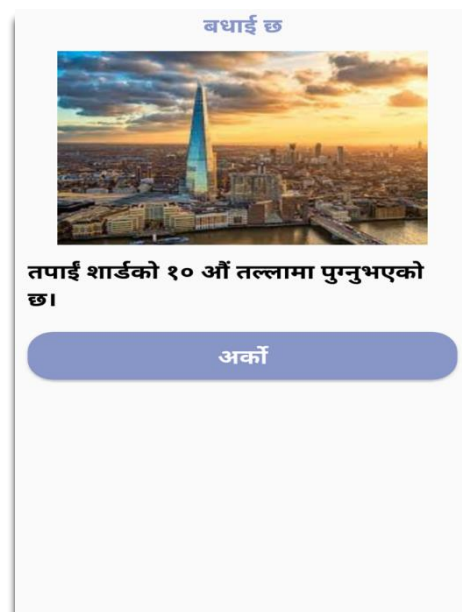 बधाई छ
तपाईं शार्डको १० औं तल्लामा पुग्नुभएको
छ।
अर्को